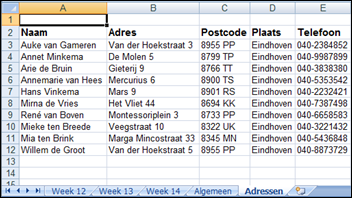 A B C D E
1
2 Naam Adres Postcode Plaats Telefoon
3 Auke van Gameren Van der Hoekstraat 3 8955 PP Eindhoven 040-2384852
4 Annet Minkema De Molen 5 8799 TP Eindhoven 040-9987899
5 Arie de Bruin Gieterij 9 8766 TT Eindhoven 040-3838380
6 Annemarie van Hees Mercurius 6 8900 TS Eindhoven 040-5353542
7 Hans Vinkema Mars 9 8901 RS Eindhoven 040-2232421
8 Mirna de Vries Het Vliet 44 8694 KK Eindhoven 040-7387498
9 René van Boven Montessoriplein 3 8733 PP Eindhoven 040-6658583
10 Mieke ten Breede Veegstraat 10 8322 UK Eindhoven 040-3221432
11 Mia ten Brink Marga Mincostraat 33 8345 MN Eindhoven 040-5436848
12 Willem de Groot Van der Hoekstraat 5 8955 PP Eindhoven 040-8873729
13
14
Week 12 Week 13 Week 14 Algemeen Adressen